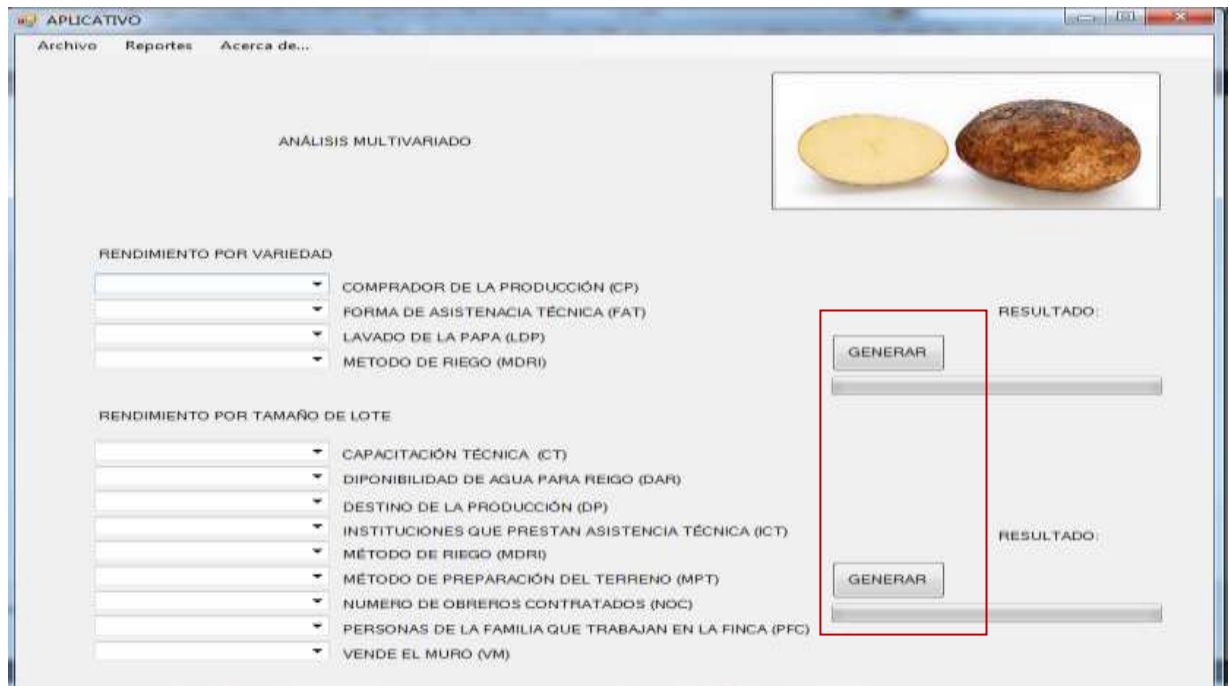 APLICATIVO
Archivo Reportes Acerca de...
ANÁLISIS MULTIVARIADO
RENDIMIENTO POR VARIEDAD
COMPRADOR DE LA PRODUCCIÓN (CP)
FORMA DE ASISTENACIA TÉCNICA (FAT)
LAVADO DE LA PAPA (LDP)
METODO DE RIEGO (MDRI)
RESULTADO:
GENERAR
RENDIMIENTO POR TAMAÑO DE LOTE
CAPACITACIÓN TÉCNICA (CT)
DIPONIBILIDAD DE AGUA PARA REIGO (DAR)
DESTINO DE LA PRODUCCIÓN (DP)
INSTITUCIONES QUE PRESTAN ASISTENCIA TÉCNICA (ICT)
MÉTODO DE RIEGO (MDRI)
MÉTODO DE PREPARACIÓN DEL TERRENO (MPT)
NUMERO DE OBREROS CONTRATADOS (NOC)
PERSONAS DE LA FAMILIA QUE TRABAJAN EN LA FINCA (PFC)
VENDE EL MURO (VM)
RESULTADO:
GENERAR